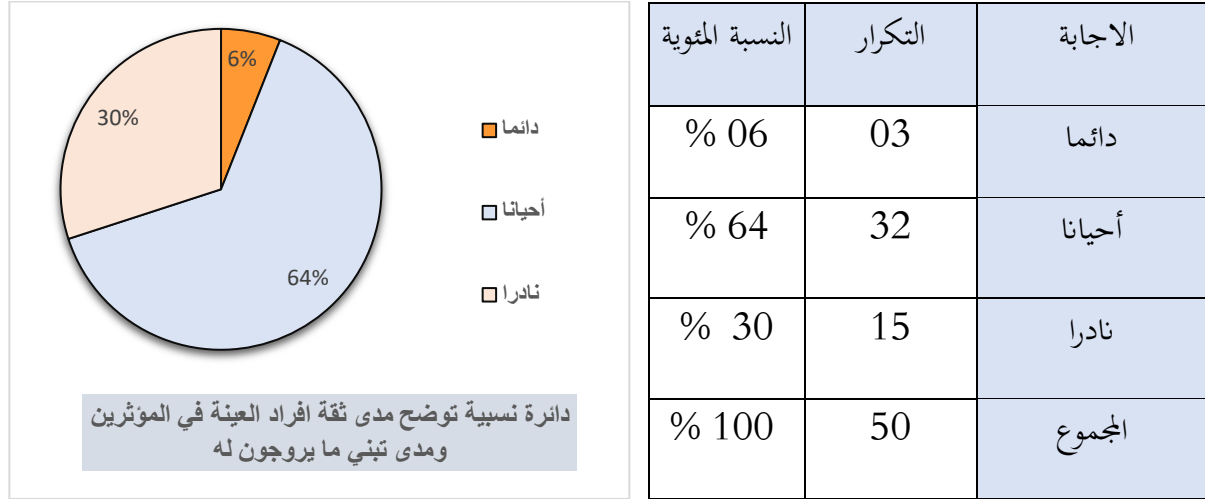 الاجابة التكرار النسبة المئوية
دائما 03 06 %
أحيانا 32 64 %
نادرا 15 30 %
المجموع 50 100 %
6%
30%
64%
دائما
أحيانا
نادرا
دائرة نسبية توضح مدى ثقة افراد العينة في المؤثرين
ومدى تبني ما يروجون له